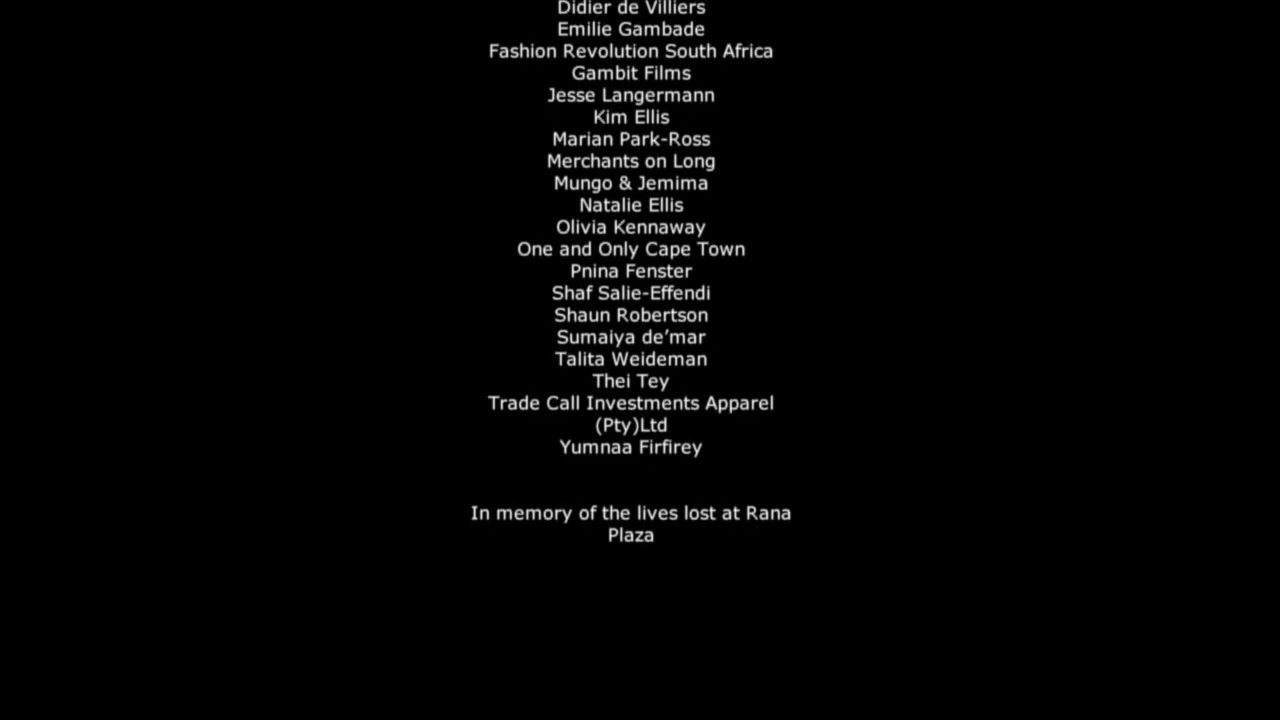 Didier de Villiers
Emilie Gambade
Fashion Revolution South Africa
Gambit Films
Jesse Langermann
Kim Ellis
Marian Park-Ross
Merchants on Long
Mungo & Jemima
Natalie Ellis
Olivia Kennaway
One and Only Cape Town
Pnina Fenster
Shaf Salie-Effendi
Shaun Robertson
Sumaiya de’mar
Talita Weideman
Thei Tey
Trade Call Investments Apparel
(Pty)Ltd
Yumnaa Firfirey
In memory of the lives lost at Rana
Plaza